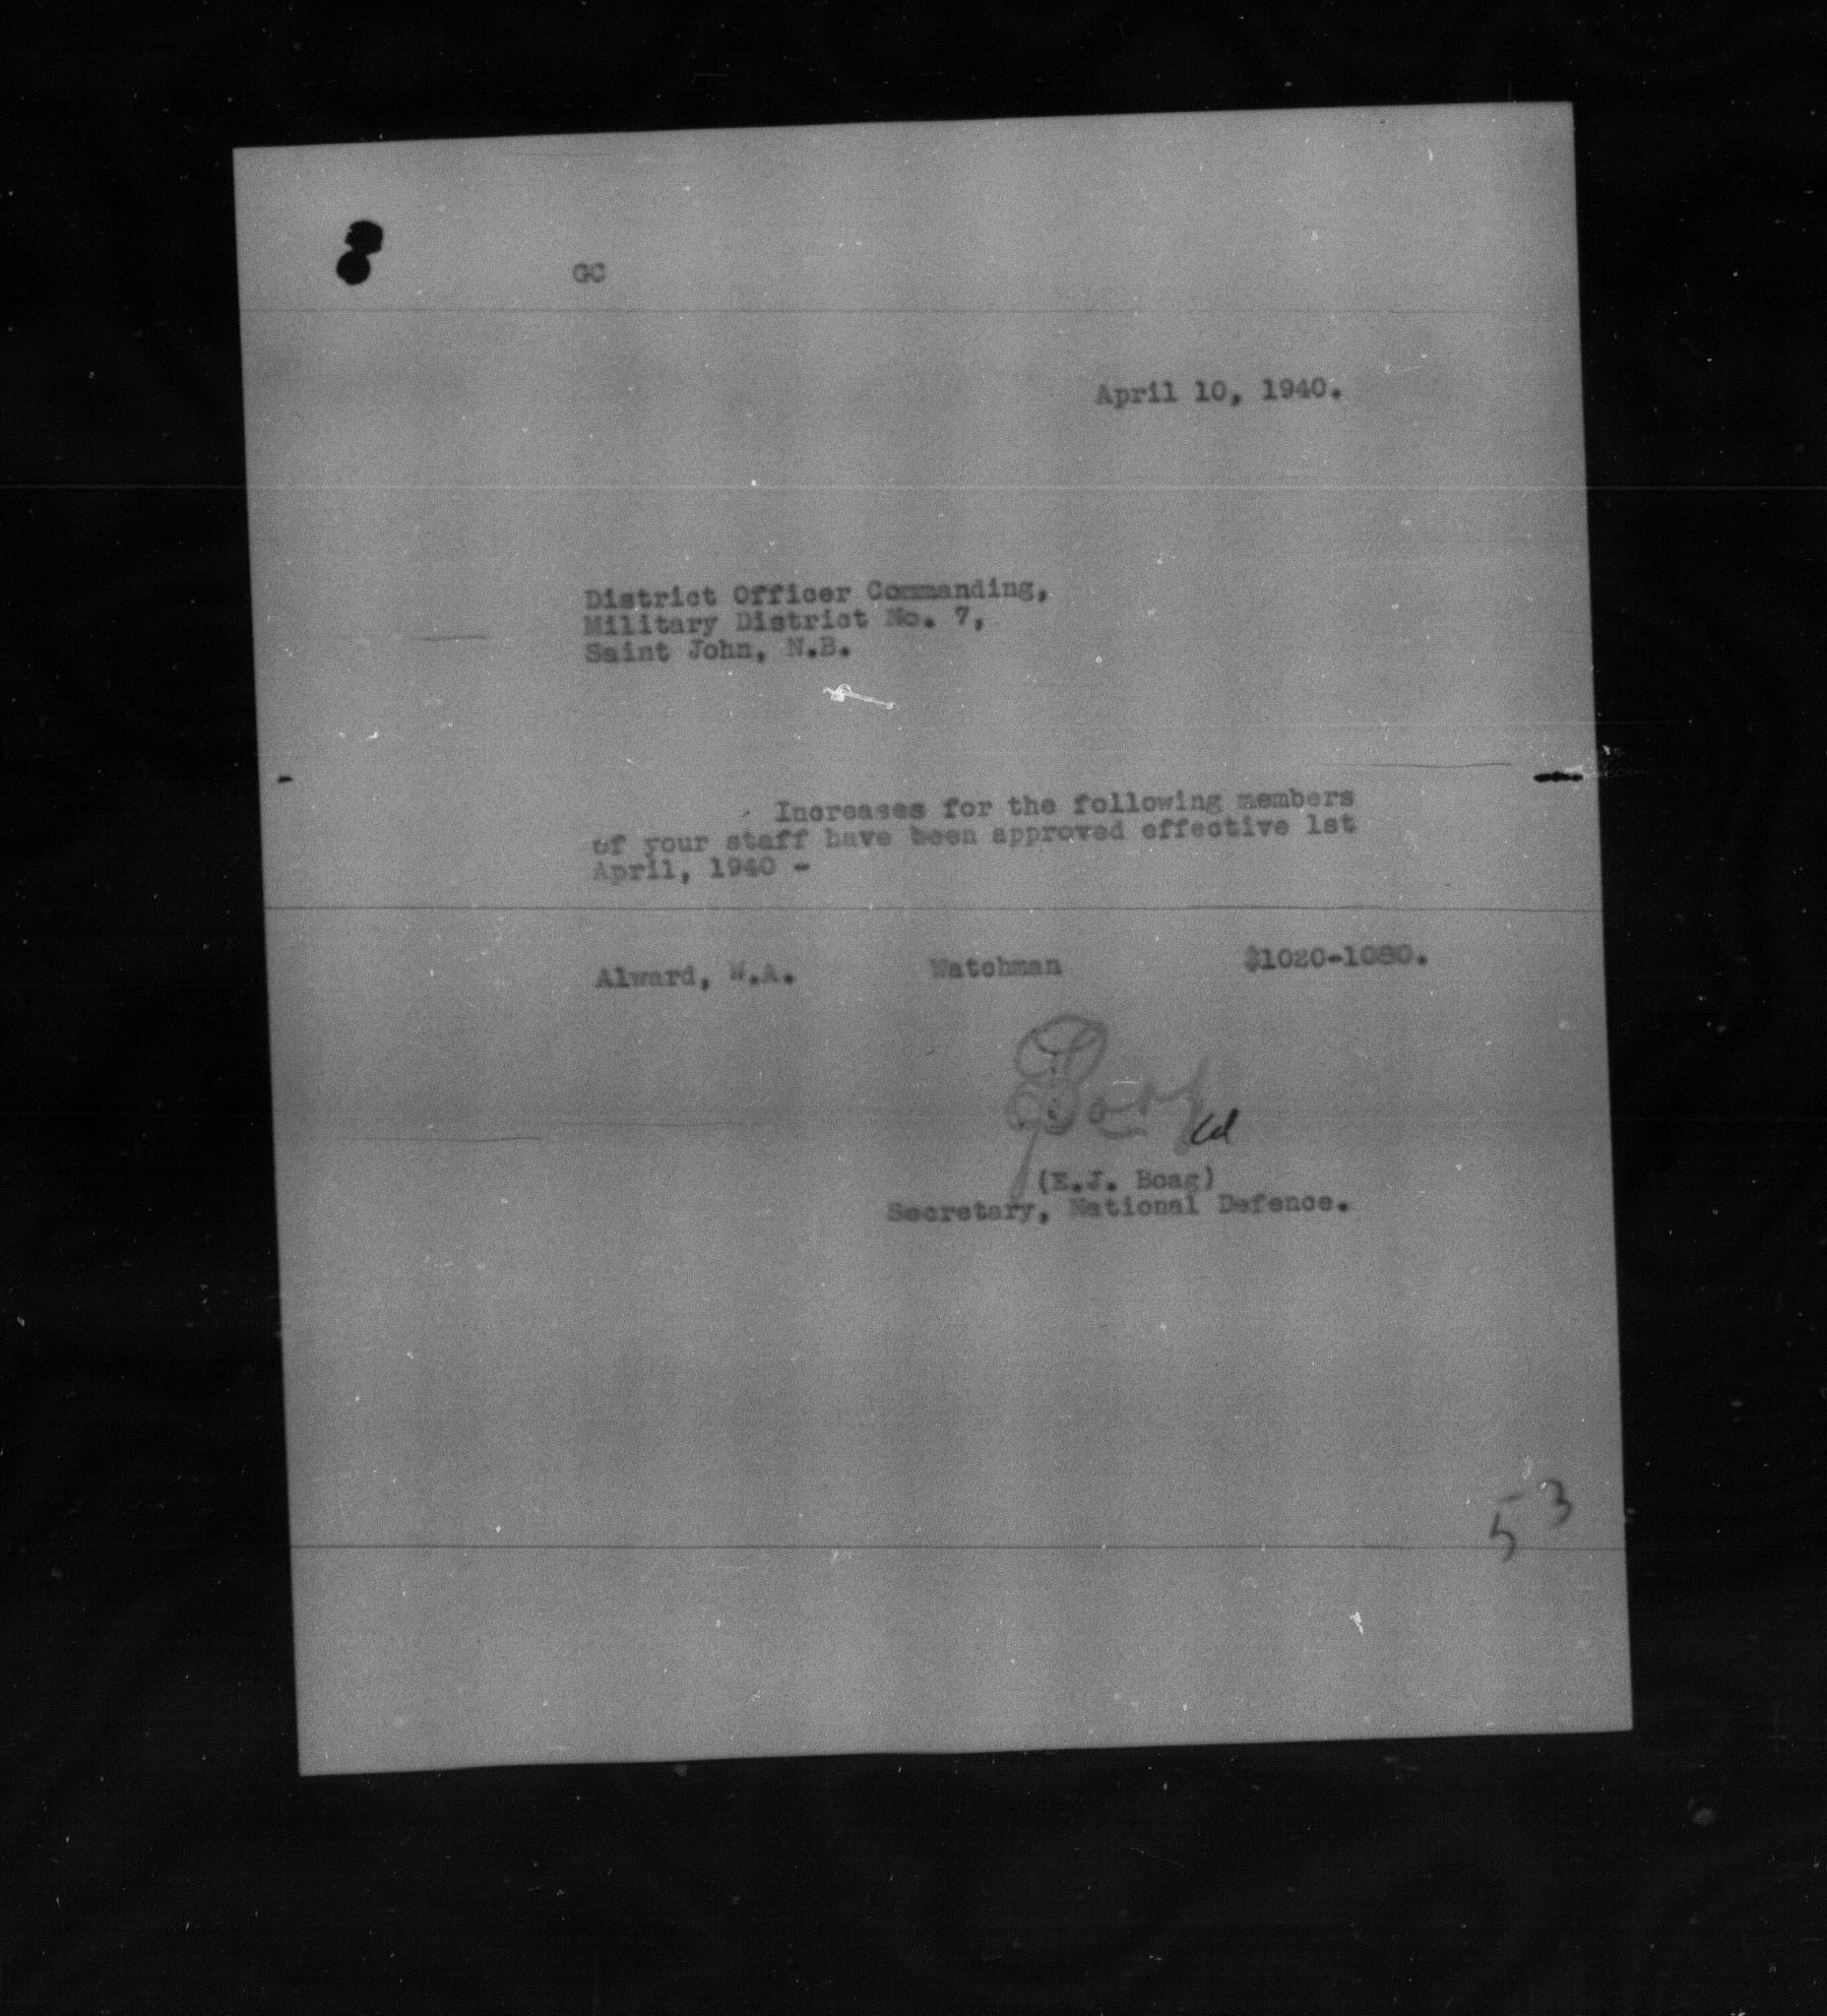 GC
April 10, 1940.
District Officer Commanding,
Military District No. 7,
Saint John, N.B.
Increases for the following members
of your staff have been approved effective 1st
April, 1940 -
Alward, W.A. Watchman $1020-1080.
Boag
(E.J. Boag)
Secretary, National Defence.
53